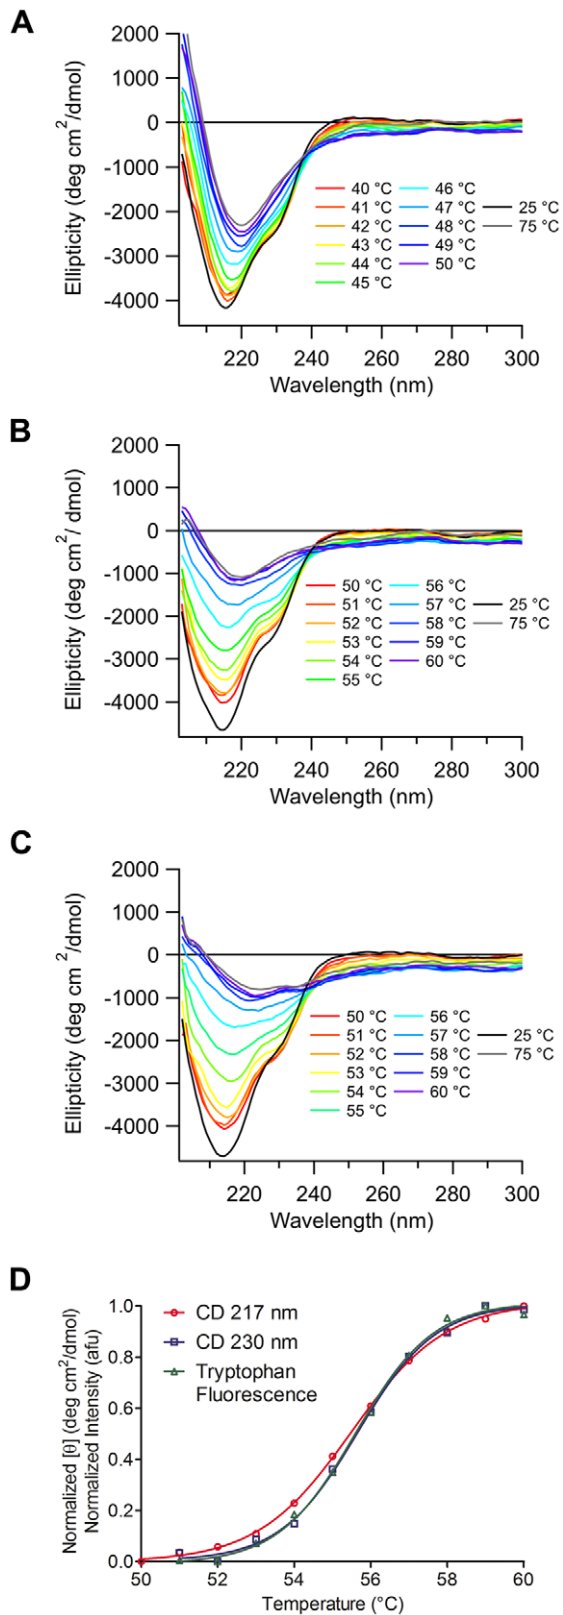 A
2000
1000
0
-1000
-2000
-3000
-4000
Ellipticity (deg cm2/dmol)
40 °C 46 °C
41 °C 47 °C 25 °C
42 °C 48 °C 75 °C
43 °C 49 °C
44 °C 50 °C
45 °C
220 240 260 280 300
Wavelength (nm)
B
2000
1000
0
-1000
-2000
-3000
-4000
Ellipticity (deg cm2/ dmol)
50 °C 56 °C
51 °C 57 °C 25 °C
52 °C 58 °C 75 °C
53 °C 59 °C
54 °C 60 °C
55 °C
220 240 260 280 300
Wavelength (nm)
C
2000
1000
0
-1000
-2000
-3000
-4000
Ellipticity (deg cm2/dmol)
50 °C 56 °C
51 °C 57 °C 25 °C
52 °C 58 °C 75 °C
53 °C 59 °C
54 °C 60 °C
55 °C
220 240 260 280 300
Wavelength (nm)
D
Normalized [θ] (deg cm2/dmol)
Normalized Intensity (afu)
1.0
0.8
0.6
0.4
0.2
0.0
CD 217 nm
CD 230 nm
Tryptophan
Fluorescence
50 52 54 56 58 60
Temperature (°C)